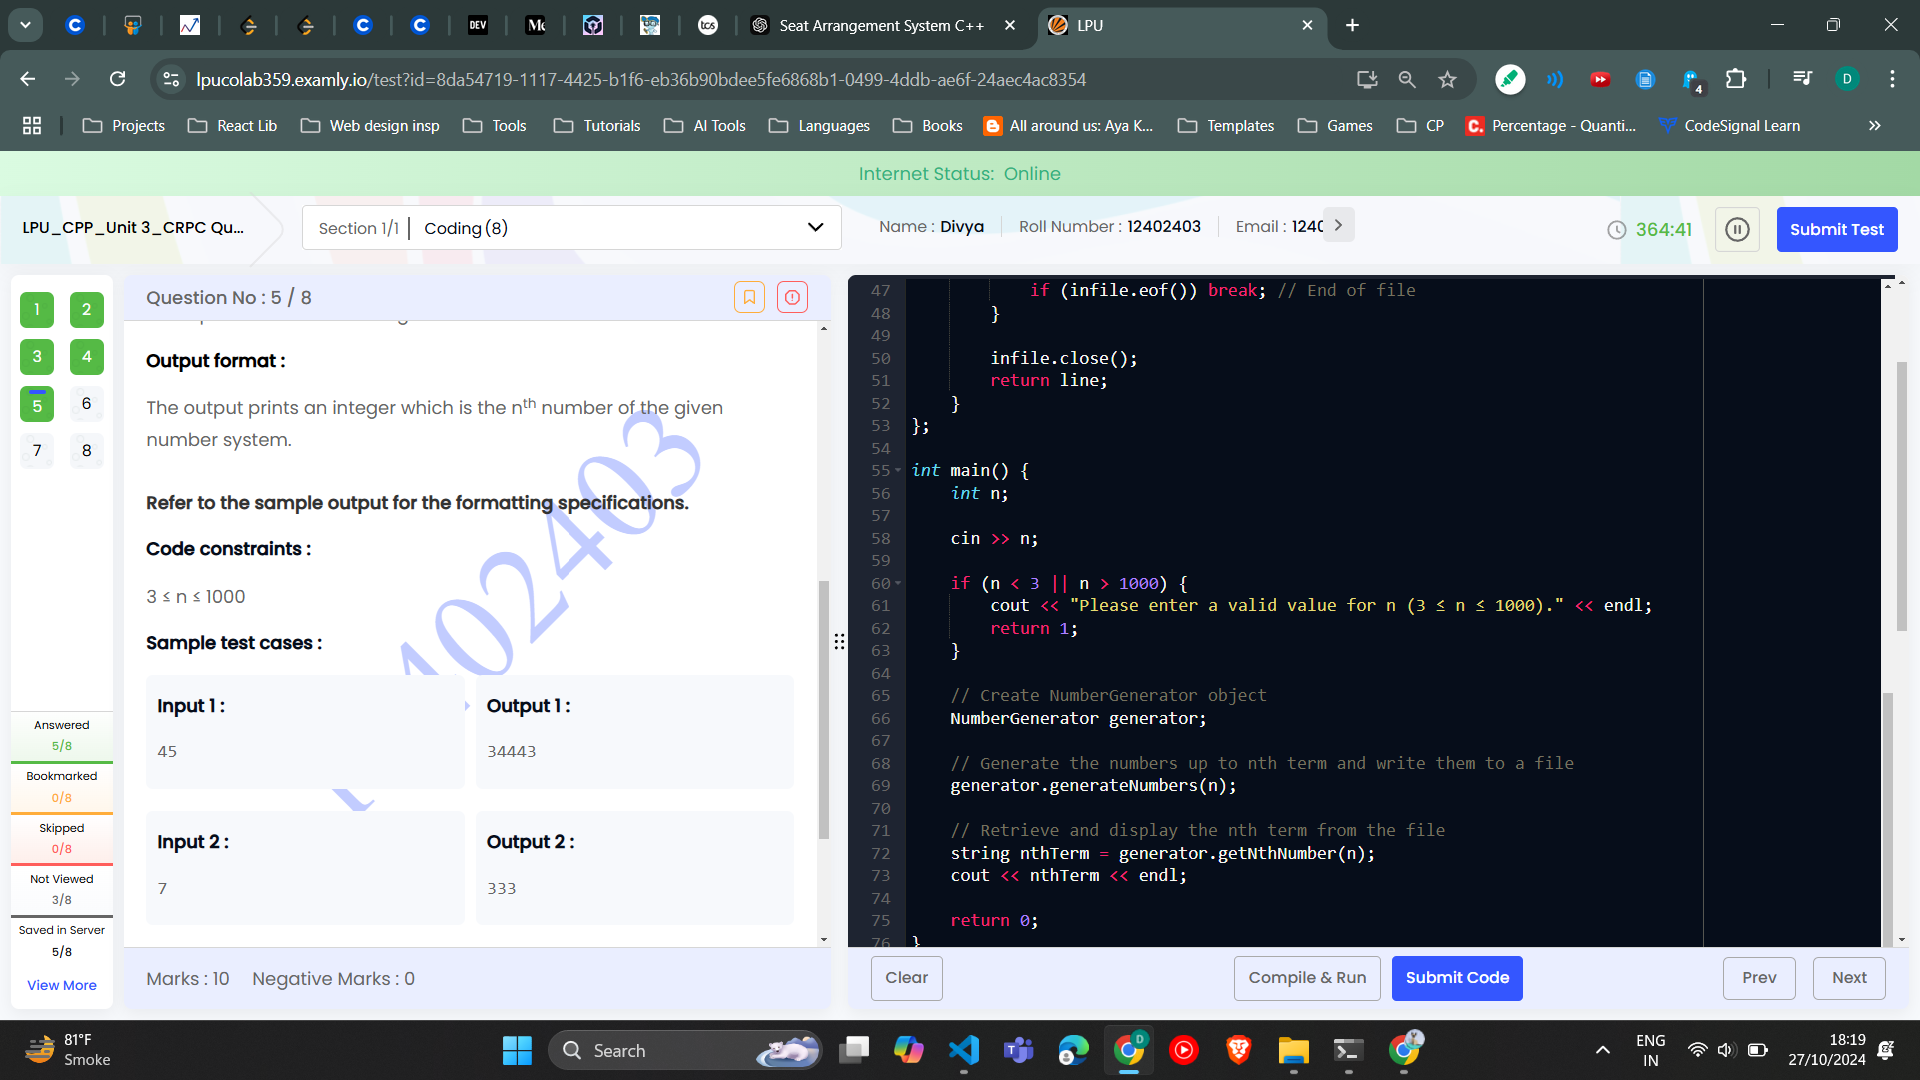 DEV
tcs
Seat Arrangement System C++
LPU
lpucolab359.examly.io/test?id=8da54719-1117-4425-b1f6-eb36b90bdee5fe6868b1-0499-4ddb-ae6f-24aec4ac8354
4
D
Projects
React Lib
Web design insp
Tools
Tutorials
AI Tools
Languages
Books
All around us: Aya K...
Templates
Games
CP
Percentage - Quanti...
CodeSignal Learn
Internet Status: Online
LPU_CPP_Unit 3_CRPC Qu...
Section 1/1 | Coding (8)
Name : Divya
Roll Number : 12402403
Email : 1240
364:41
Submit Test
1 2
3 4
5 6
7 8
Answered
5/8
Bookmarked
0/8
Skipped
0/8
Not Viewed
3/8
Saved in Server
5/8
View More
Question No : 5 / 8
Output format :
The output prints an integer which is the nth number of the given
number system.
Refer to the sample output for the formatting specifications.
Code constraints :
3 ≤ n ≤ 1000
Sample test cases :
Input 1 :
45
Output 1 :
34443
Input 2 :
7
Output 2 :
333
402403
Marks : 10 Negative Marks : 0
47 if (infile.eof()) break; // End of file
48 }
49
50 infile.close();
51 return line;
52 }
53 };
54
55 int main() {
56 int n;
57
58 cin >> n;
59
60 if (n < 3 || n > 1000) {
61 cout << "Please enter a valid value for n (3 ≤ n ≤ 1000)." << endl;
62 return 1;
63 }
64
65 // Create NumberGenerator object
66 NumberGenerator generator;
67
68 // Generate the numbers up to nth term and write them to a file
69 generator.generateNumbers(n);
70
71 // Retrieve and display the nth term from the file
72 string nthTerm = generator.getNthNumber(n);
73 cout << nthTerm << endl;
74
75 return 0;
76 }
Clear
Compile & Run
Submit Code
Prev
Next
81°F
Smoke
Search
ENG
IN
18:19
27/10/2024